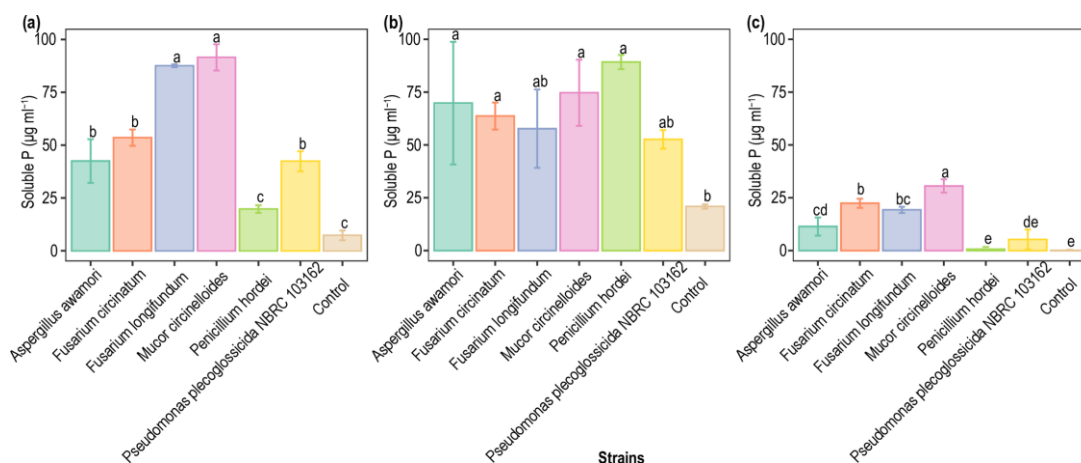 (a)
Soluble P (µg ml⁻¹)
100
75
50
25
0
b
b
a
a
c
b
c
Aspergillus awamori
Fusarium circinatum
Fusarium longifundum
Mucor circinelloides
Penicillium hordei
Pseudomonas plecoglossicida NBRC 103162
Control
(b)
Soluble P (µg ml⁻¹)
100
75
50
25
0
a
a
ab
a
a
ab
b
Aspergillus awamori
Fusarium circinatum
Fusarium longifundum
Mucor circinelloides
Penicillium hordei
Pseudomonas plecoglossicida NBRC 103162
Control
(c)
Soluble P (µg ml⁻¹)
100
75
50
25
0
cd
b
bc
a
e
de
e
Aspergillus awamori
Fusarium circinatum
Fusarium longifundum
Mucor circinelloides
Penicillium hordei
Pseudomonas plecoglossicida NBRC 103162
Control
Strains